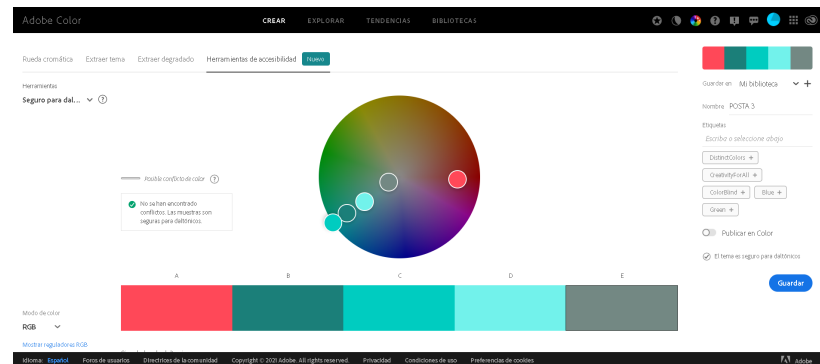 Adobe Color
CREAR EXPLORAR TENDENCIAS BIBLIOTECAS
Rueda cromática Extraer tema Extraer degradado Herramientas de accesibilidad Nuevo
Herramientas
Seguro para dal...
Posible conflicto de color
No se han encontrado
conflictos. Las muestras son
seguras para daltónicos.
A B C D E
Modo de color
RGB
Mostrar reguladores RGB
Guardar en Mi biblioteca
Nombre POSTA 3
Etiquetas
Escriba o seleccione abajo
DistinctColors +
CreativityForAll +
ColorBlind + Blue +
Green +
Publicar en Color
El tema es seguro para daltónicos
Guardar
Idioma: Español Foros de usuarios Directrices de la comunidad Copyright © 2021 Adobe. All rights reserved. Privacidad Condiciones de uso Preferencias de cookies Adobe